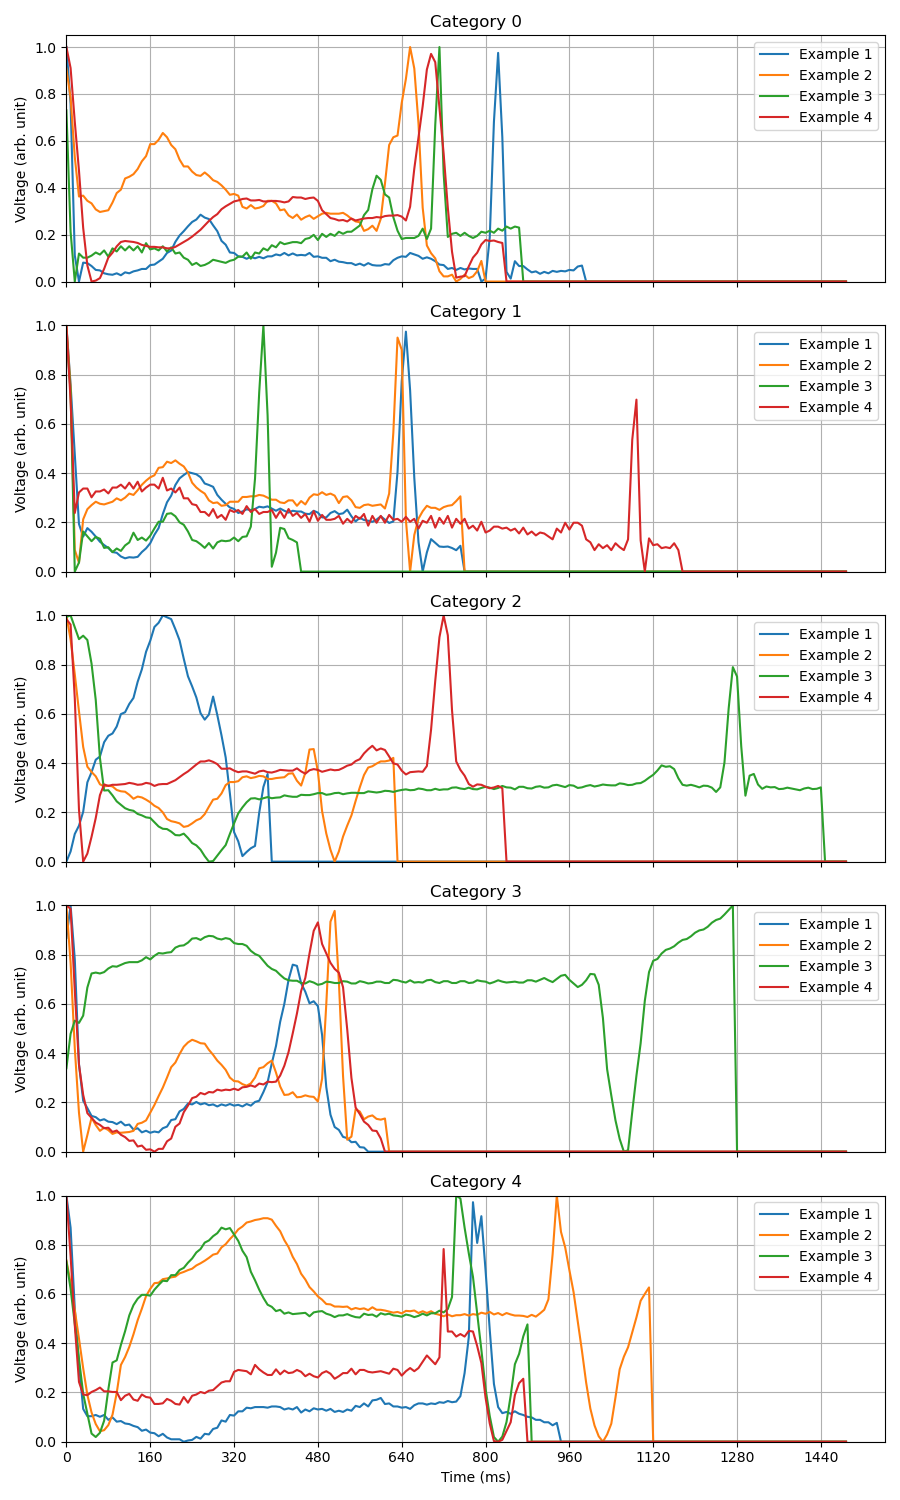 Category 0
Voltage (arb. unit)
1.0
0.8
0.6
0.4
0.2
0.0
Example 1
Example 2
Example 3
Example 4
Category 1
Voltage (arb. unit)
1.0
0.8
0.6
0.4
0.2
0.0
Example 1
Example 2
Example 3
Example 4
Category 2
Voltage (arb. unit)
1.0
0.8
0.6
0.4
0.2
0.0
Example 1
Example 2
Example 3
Example 4
Category 3
Voltage (arb. unit)
1.0
0.8
0.6
0.4
0.2
0.0
Example 1
Example 2
Example 3
Example 4
Category 4
Voltage (arb. unit)
1.0
0.8
0.6
0.4
0.2
0.0
Example 1
Example 2
Example 3
Example 4
0 160 320 480 640 800 960 1120 1280 1440
Time (ms)